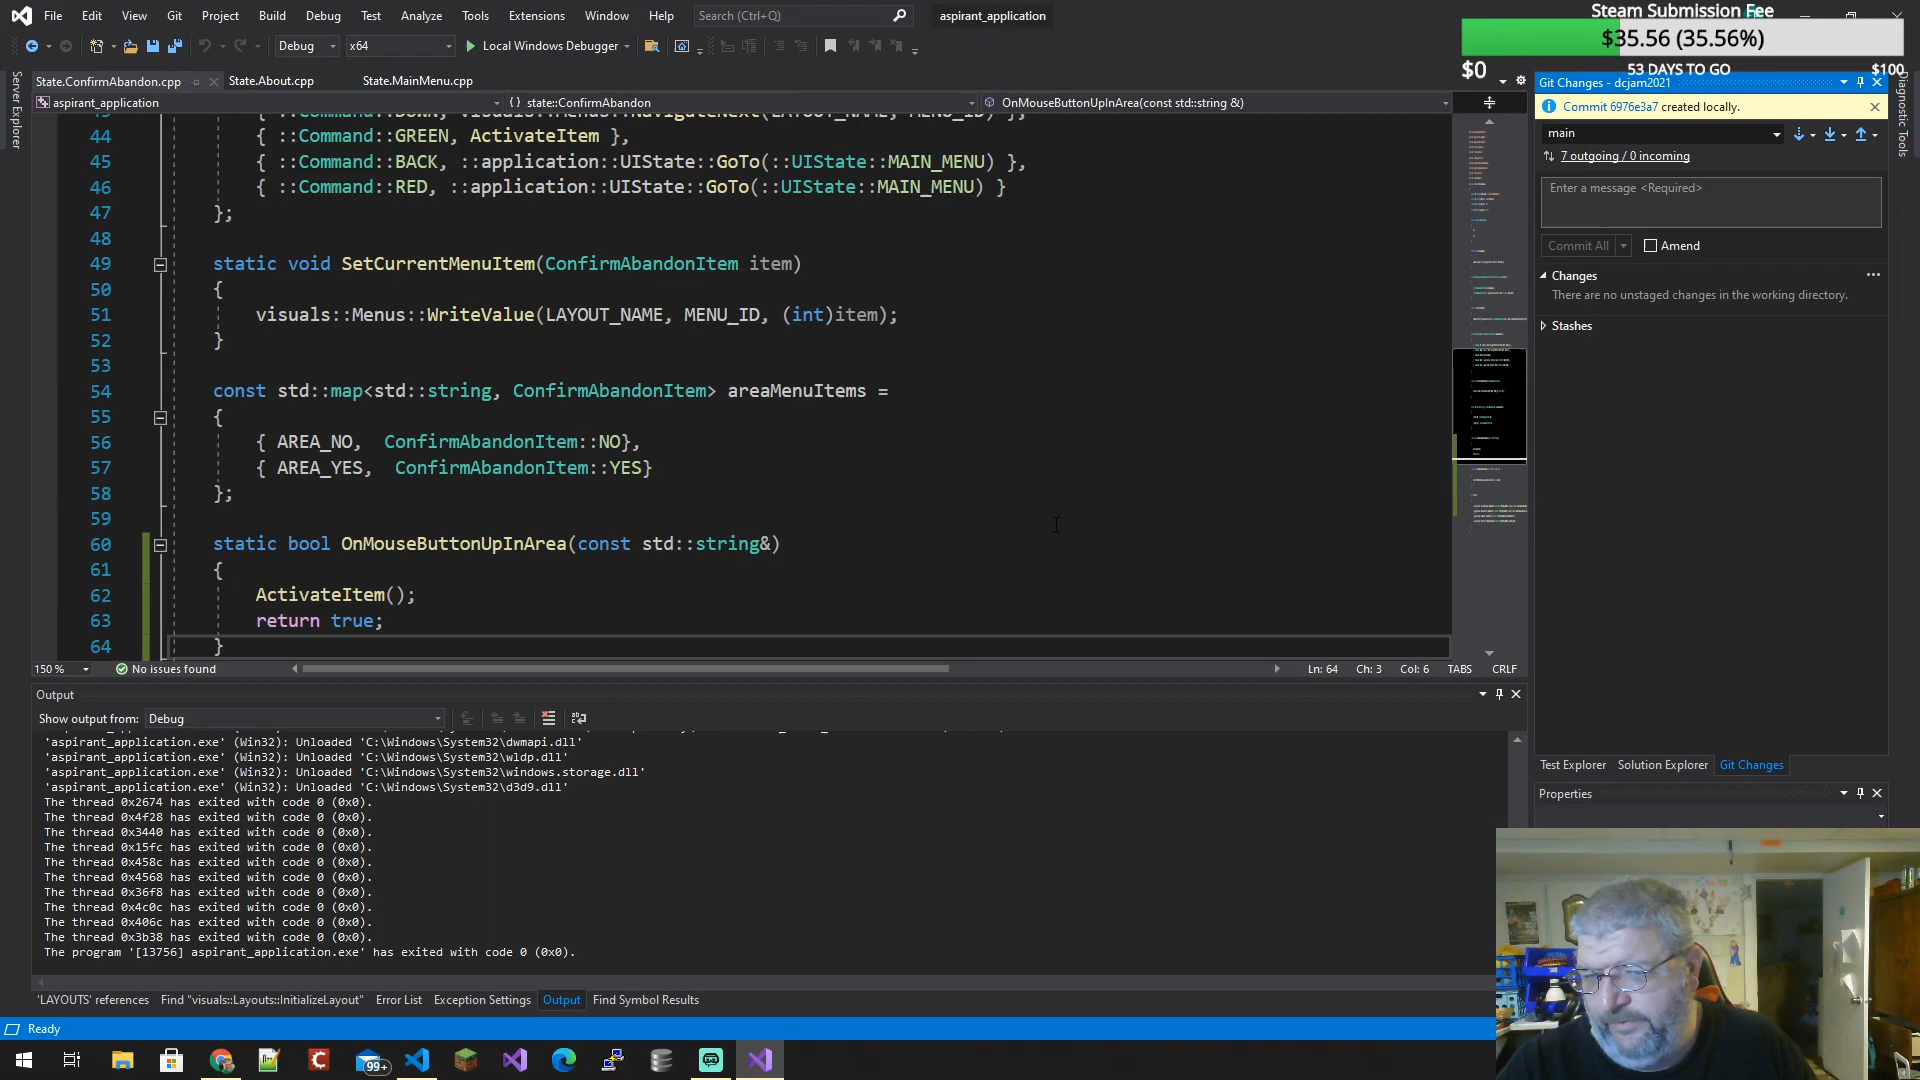 File Edit View Git Project Build Debug Test Analyze Tools Extensions Window Help Search (Ctrl+Q) aspirant_application
Steam Submission Fee
$35.56 (35.56%)
$0 53 DAYS TO GO $100
Debug x64 Local Windows Debugger
Server Explorer
State.ConfirmAbandon.cpp State.About.cpp State.MainMenu.cpp
aspirant_application {} state::ConfirmAbandon OnMouseButtonUpInArea(const std::string &)
44 { ::Command::GREEN, ActivateItem },
45 { ::Command::BACK, ::application::UIState::GoTo(::UIState::MAIN_MENU) },
46 { ::Command::RED, ::application::UIState::GoTo(::UIState::MAIN_MENU) }
47 };
48
49 static void SetCurrentMenuItem(ConfirmAbandonItem item)
50 {
51 visuals::Menus::WriteValue(LAYOUT_NAME, MENU_ID, (int)item);
52 }
53
54 const std::map<std::string, ConfirmAbandonItem> areaMenuItems =
55 {
56 { AREA_NO, ConfirmAbandonItem::NO},
57 { AREA_YES, ConfirmAbandonItem::YES}
58 };
59
60 static bool OnMouseButtonUpInArea(const std::string&)
61 {
62 ActivateItem();
63 return true;
64 }
150 % No issues found Ln: 64 Ch: 3 Col: 6 TABS CRLF
Output
Show output from: Debug
'aspirant_application.exe' (Win32): Unloaded 'C:\Windows\System32\dwmapi.dll'
'aspirant_application.exe' (Win32): Unloaded 'C:\Windows\System32\wldp.dll'
'aspirant_application.exe' (Win32): Unloaded 'C:\Windows\System32\windows.storage.dll'
'aspirant_application.exe' (Win32): Unloaded 'C:\Windows\System32\d3d9.dll'
The thread 0x2674 has exited with code 0 (0x0).
The thread 0x4f28 has exited with code 0 (0x0).
The thread 0x3440 has exited with code 0 (0x0).
The thread 0x15fc has exited with code 0 (0x0).
The thread 0x458c has exited with code 0 (0x0).
The thread 0x4568 has exited with code 0 (0x0).
The thread 0x36f8 has exited with code 0 (0x0).
The thread 0x4c0c has exited with code 0 (0x0).
The thread 0x406c has exited with code 0 (0x0).
The thread 0x3b38 has exited with code 0 (0x0).
The program '[13756] aspirant_application.exe' has exited with code 0 (0x0).
'LAYOUTS' references Find "visuals::Layouts::InitializeLayout" Error List Exception Settings Output Find Symbol Results
Ready
Git Changes - dcjam2021
Commit 6976e3a7 created locally.
main
7 outgoing / 0 incoming
Enter a message <Required>
Commit All Amend
Changes
There are no unstaged changes in the working directory.
Stashes
Test Explorer Solution Explorer Git Changes
Properties
Diagnostic Tools
99+